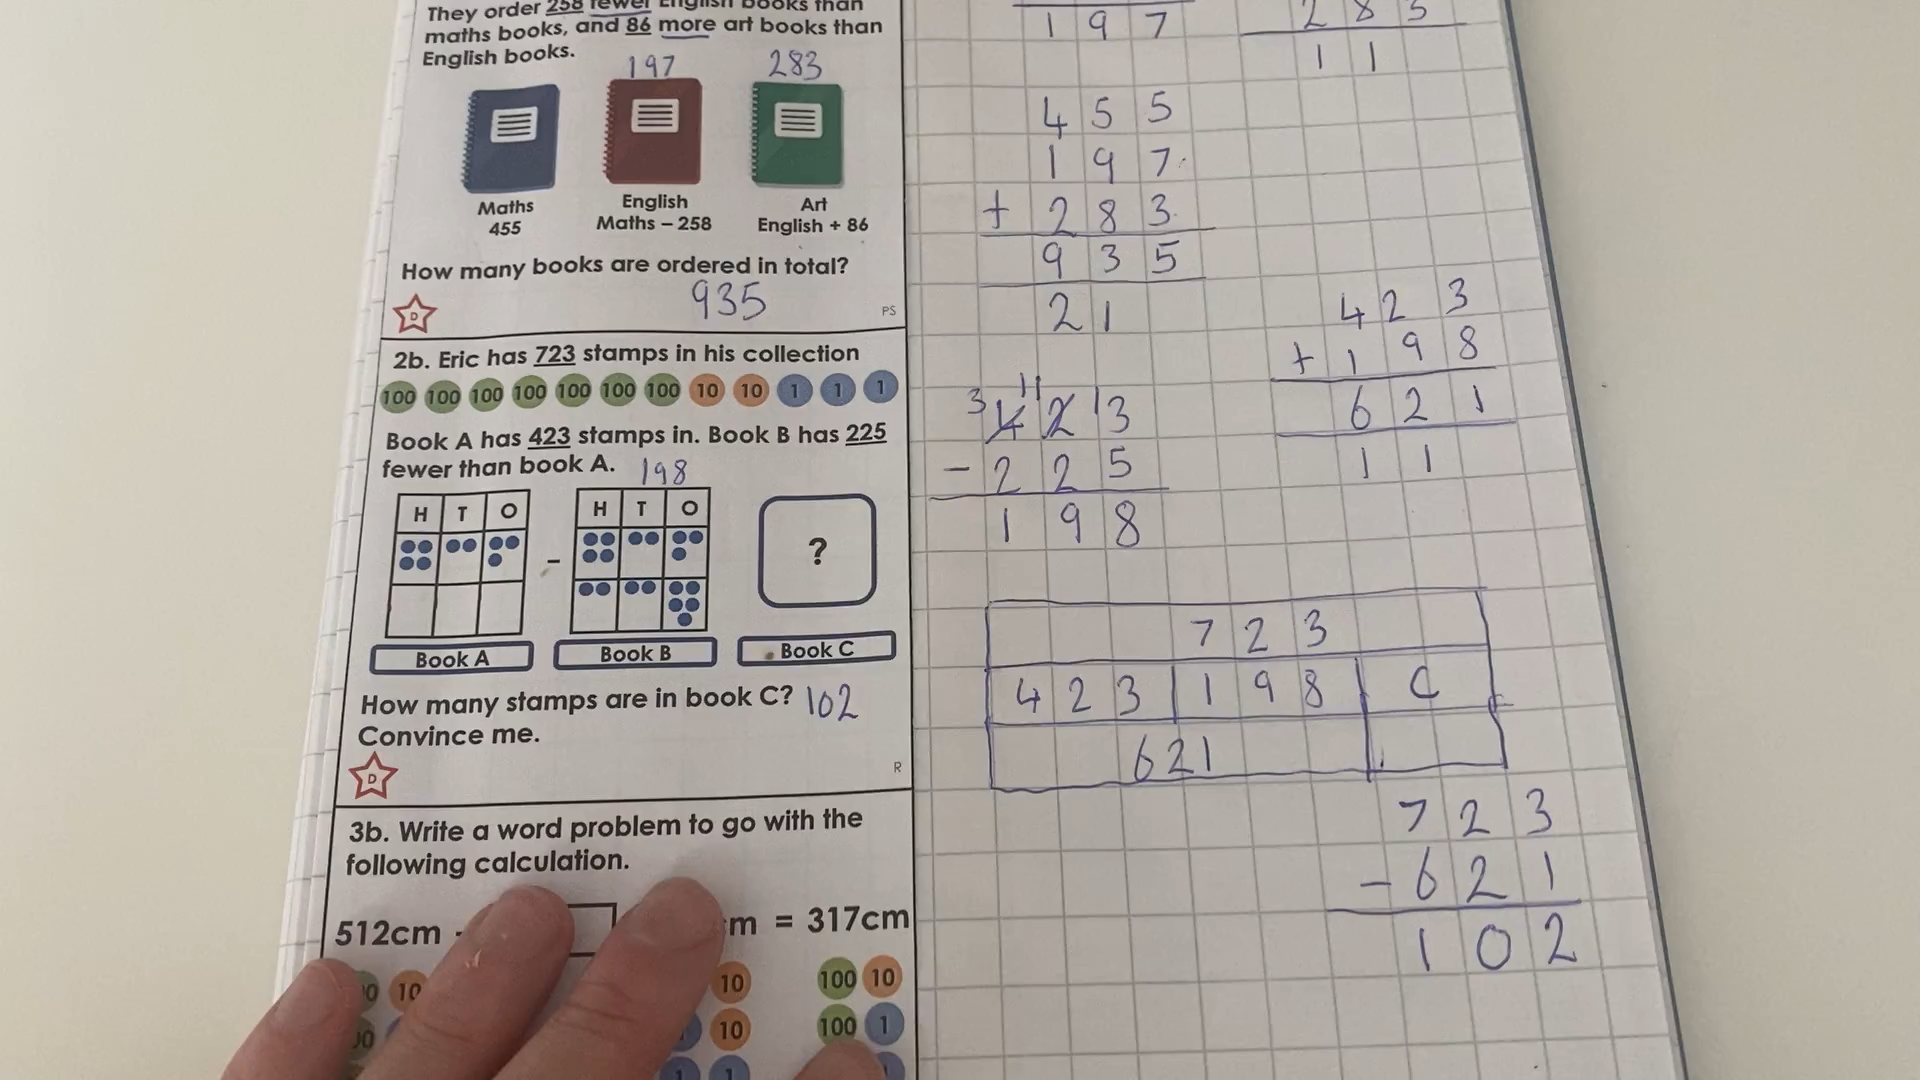 They order 258 fewer English books than
maths books, and 86 more art books than
English books.
197 283
Maths
455
English
Maths – 258
Art
English + 86
How many books are ordered in total?
935
D
PS
2b. Eric has 723 stamps in his collection
100 100 100 100 100 100 100 10 10 1 1 1
Book A has 423 stamps in. Book B has 225
fewer than book A. 198
H T O
H T O
-
?
Book A
Book B
Book C
How many stamps are in book C? 102
Convince me.
D
R
3b. Write a word problem to go with the
following calculation.
512cm - cm = 317cm
10 10 100 10
10 100 1
1 1
1 9 7
2 8 3
1 1
4 5 5
1 9 7
+ 2 8 3
9 3 5
2 1
4 2 3
+ 1 9 8
6 2 1
1 1
3 11 1
4 2 3
- 2 2 5
1 9 8
7 2 3
4 2 3 1 9 8 C
621
7 2 3
- 6 2 1
1 0 2